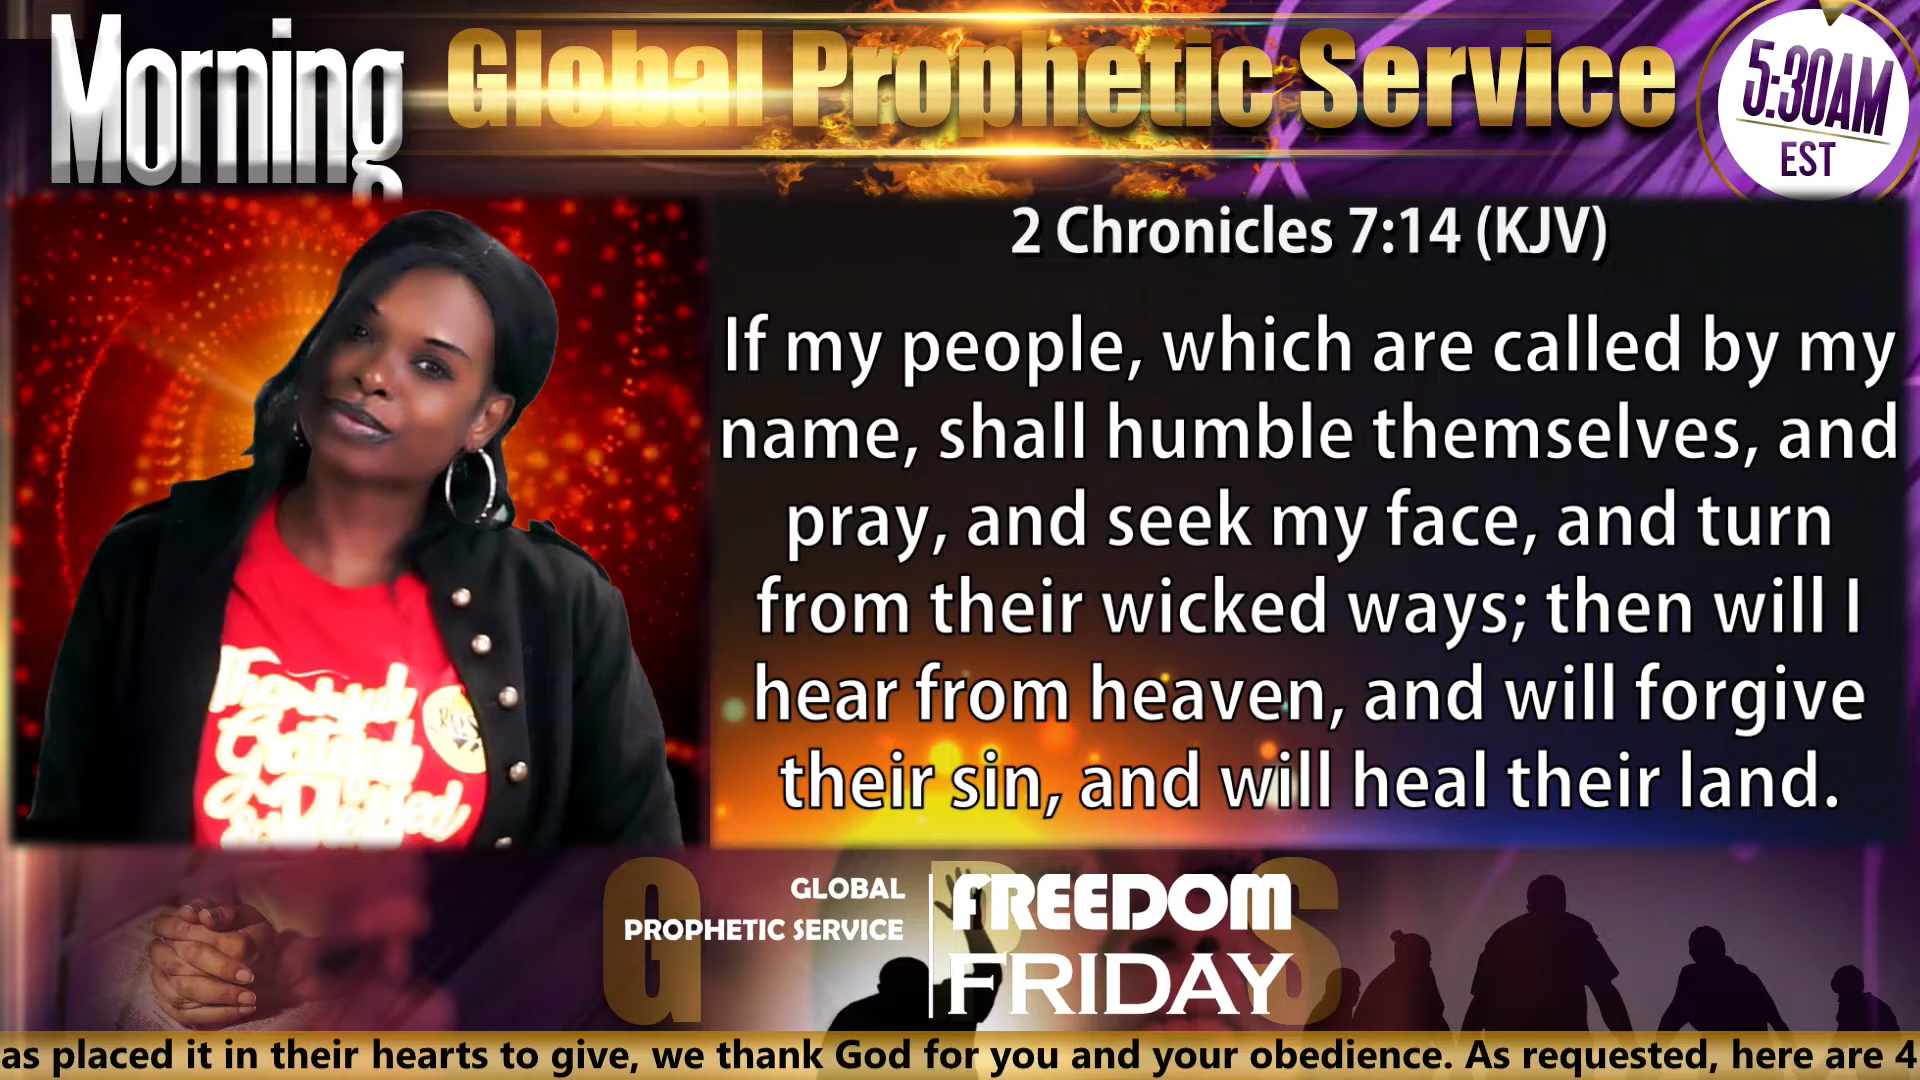 Morning
Global Prophetic Service
5:30AM
EST
2 Chronicles 7:14 (KJV)
If my people, which are called by my
name, shall humble themselves, and
pray, and seek my face, and turn
from their wicked ways; then will I
hear from heaven, and will forgive
their sin, and will heal their land.
Thankful
Grateful
& Blessed
G P S
GLOBAL
PROPHETIC SERVICE
FREEDOM
FRIDAY
as placed it in their hearts to give, we thank God for you and your obedience. As requested, here are 4